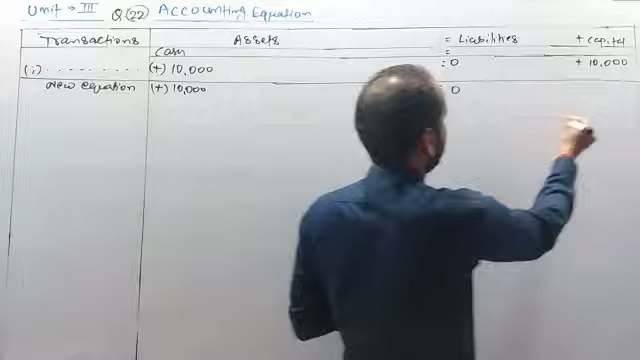 Unit → III Q. (22) Accounting Equation
Transactions Assets = Liabilities + Capital
Cash =
(i) .......... (+) 10,000 : 0 + 10,000
New equation (+) 10,000 : 0